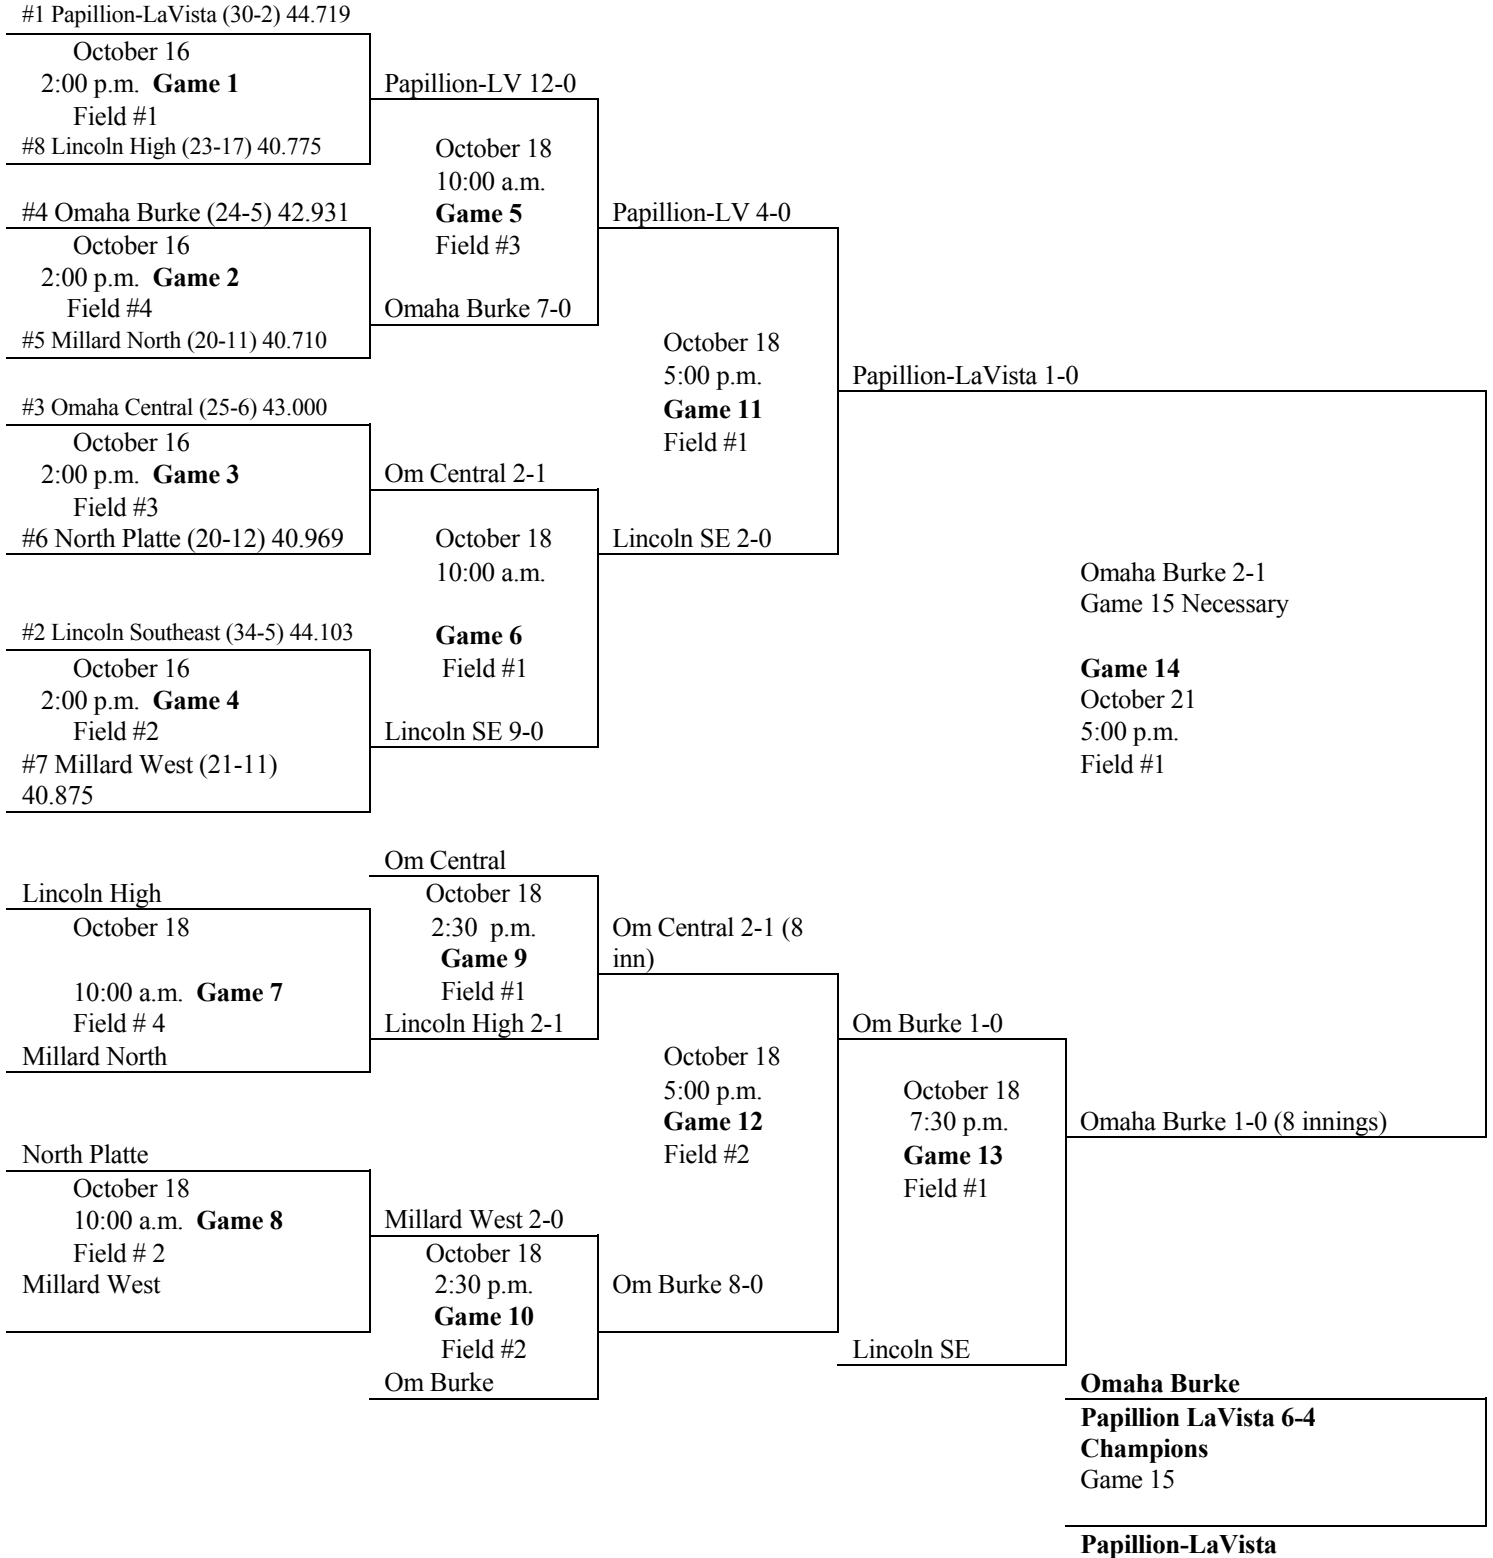 #1 Papillion-LaVista (30-2) 44.719
October 16
2:00 p.m. Game 1
Field #1
#8 Lincoln High (23-17) 40.775
#4 Omaha Burke (24-5) 42.931
October 16
2:00 p.m. Game 2
Field #4
#5 Millard North (20-11) 40.710
#3 Omaha Central (25-6) 43.000
October 16
2:00 p.m. Game 3
Field #3
#6 North Platte (20-12) 40.969
#2 Lincoln Southeast (34-5) 44.103
October 16
2:00 p.m. Game 4
Field #2
#7 Millard West (21-11)
40.875
Papillion-LV 12-0
October 18
10:00 a.m.
Game 5
Field #3
Omaha Burke 7-0
Om Central 2-1
October 18
10:00 a.m.
Game 6
Field #1
Lincoln SE 9-0
Papillion-LV 4-0
October 18
5:00 p.m.
Game 11
Field #1
Lincoln SE 2-0
Papillion-LaVista 1-0
Omaha Burke 2-1
Game 15 Necessary
Game 14
October 21
5:00 p.m.
Field #1
Lincoln High
October 18
10:00 a.m. Game 7
Field # 4
Millard North
North Platte
October 18
10:00 a.m. Game 8
Field # 2
Millard West
Om Central
October 18
2:30 p.m.
Game 9
Field #1
Lincoln High 2-1
Millard West 2-0
October 18
2:30 p.m.
Game 10
Field #2
Om Burke
Om Central 2-1 (8
inn)
October 18
5:00 p.m.
Game 12
Field #2
Om Burke 8-0
Om Burke 1-0
October 18
7:30 p.m.
Game 13
Field #1
Lincoln SE
Omaha Burke 1-0 (8 innings)
Omaha Burke
Papillion LaVista 6-4
Champions
Game 15
Papillion-LaVista